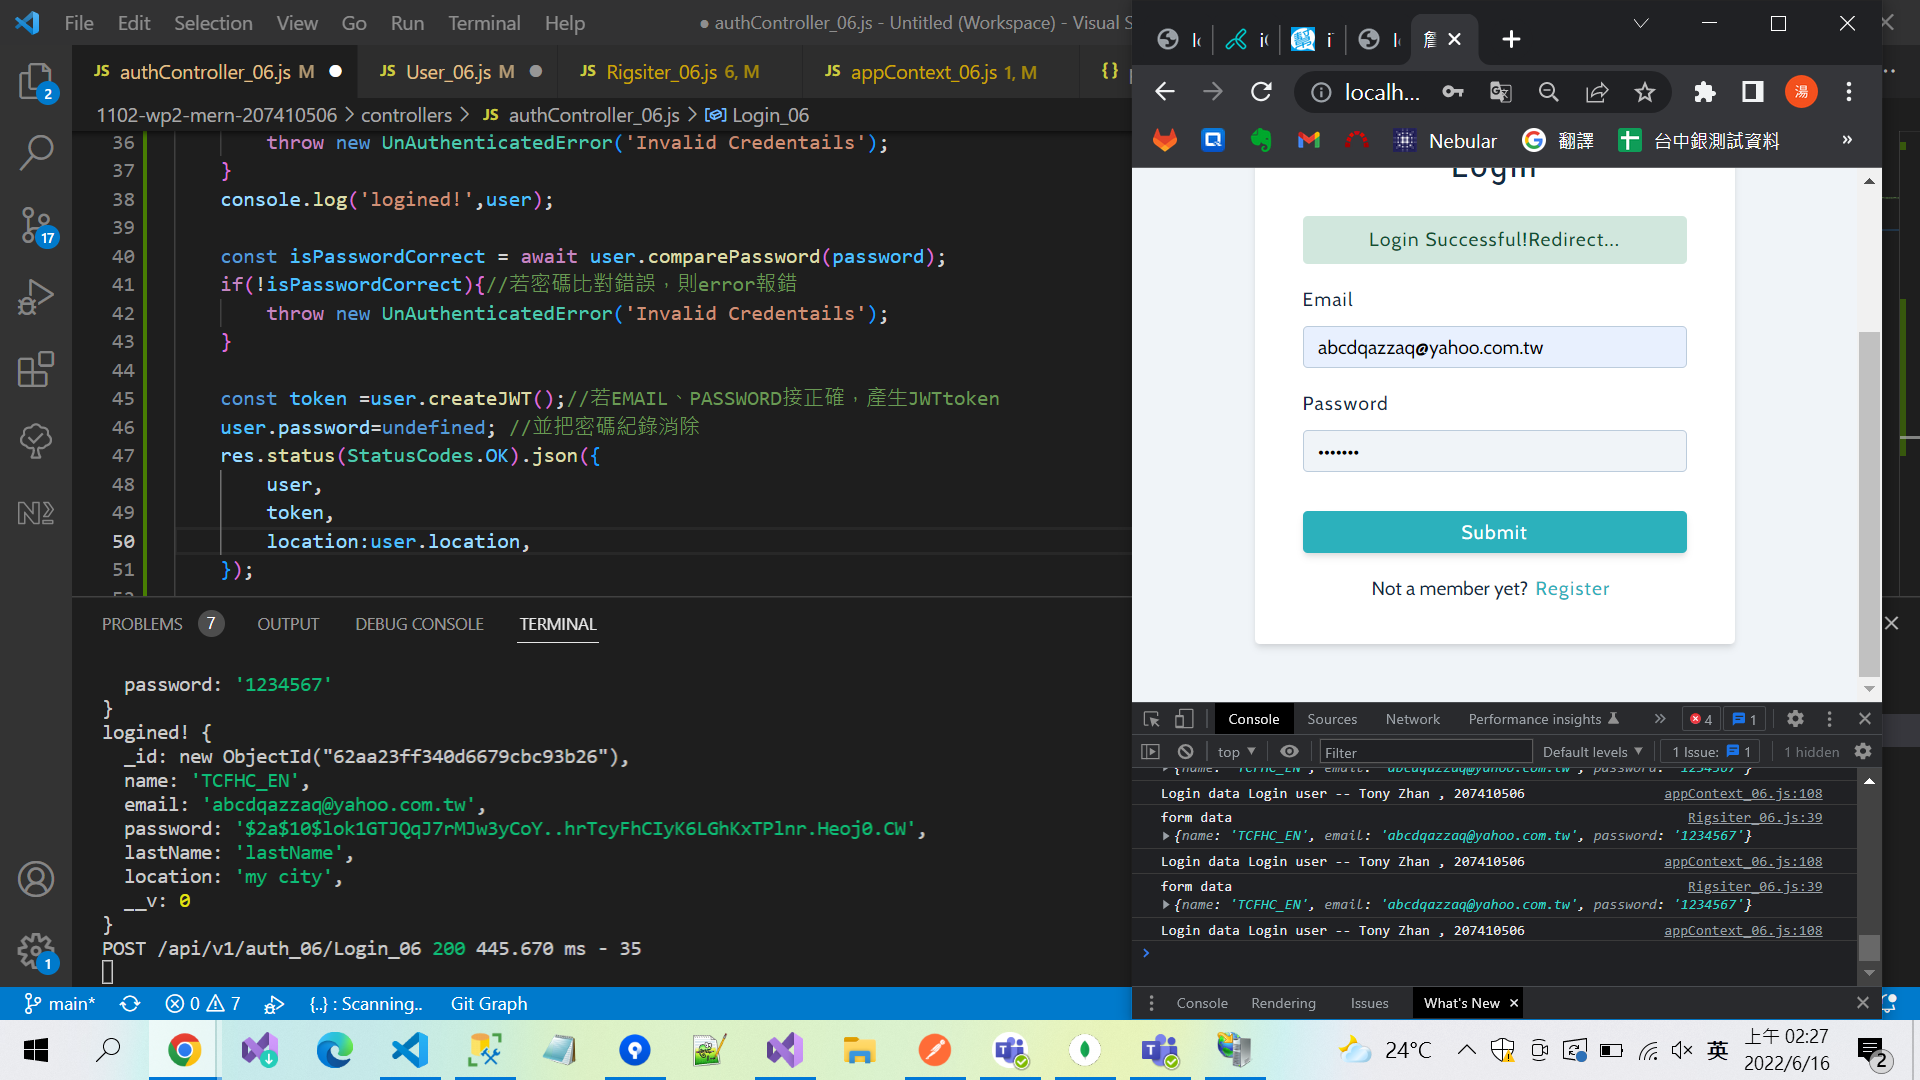 File Edit Selection View Go Run Terminal Help
● authController_06.js - Untitled (Workspace) - Visual S
JS authController_06.js M
JS User_06.js M
JS Rigsiter_06.js 6, M
JS appContext_06.js 1, M
{}
1102-wp2-mern-207410506 > controllers > JS authController_06.js > Login_06
36 throw new UnAuthenticatedError('Invalid Credentails');
37 }
38 console.log('logined!',user);
39
40 const isPasswordCorrect = await user.comparePassword(password);
41 if(!isPasswordCorrect){//若密碼比對錯誤，則error報錯
42 throw new UnAuthenticatedError('Invalid Credentails');
43 }
44
45 const token =user.createJWT();//若EMAIL、PASSWORD接正確，產生JWTtoken
46 user.password=undefined; //並把密碼紀錄消除
47 res.status(StatusCodes.OK).json({
48 user,
49 token,
50 location:user.location,
51 });
2
17
1
PROBLEMS 7 OUTPUT DEBUG CONSOLE TERMINAL
password: '1234567'
}
logined! {
_id: new ObjectId("62aa23ff340d6679cbc93b26"),
name: 'TCFHC_EN',
email: 'abcdqazzaq@yahoo.com.tw',
password: '$2a$10$lok1GTJQqJ7rMJw3yCoY..hrTcyFhCIyK6LGhKxTPlnr.Heoj0.CW',
lastName: 'lastName',
location: 'my city',
__v: 0
}
POST /api/v1/auth_06/Login_06 200 445.670 ms - 35
main* 0 7 {..} : Scanning.. Git Graph
localh...
湯
Nebular 翻譯 台中銀測試資料 »
Login
Login Successful!Redirect...
Email
abcdqazzaq@yahoo.com.tw
Password
•••••••
Submit
Not a member yet? Register
Console Sources Network Performance insights » 4 1
top Filter Default levels 1 Issue: 1 1 hidden
{name: 'TCFHC_EN', email: 'abcdqazzaq@yahoo.com.tw', password: '1234567'}
Login data Login user -- Tony Zhan , 207410506 appContext_06.js:108
form data Rigsiter_06.js:39
{name: 'TCFHC_EN', email: 'abcdqazzaq@yahoo.com.tw', password: '1234567'}
Login data Login user -- Tony Zhan , 207410506 appContext_06.js:108
form data Rigsiter_06.js:39
{name: 'TCFHC_EN', email: 'abcdqazzaq@yahoo.com.tw', password: '1234567'}
Login data Login user -- Tony Zhan , 207410506 appContext_06.js:108
Console Rendering Issues What's New
24°C 英 上午 02:27
2022/6/16
2